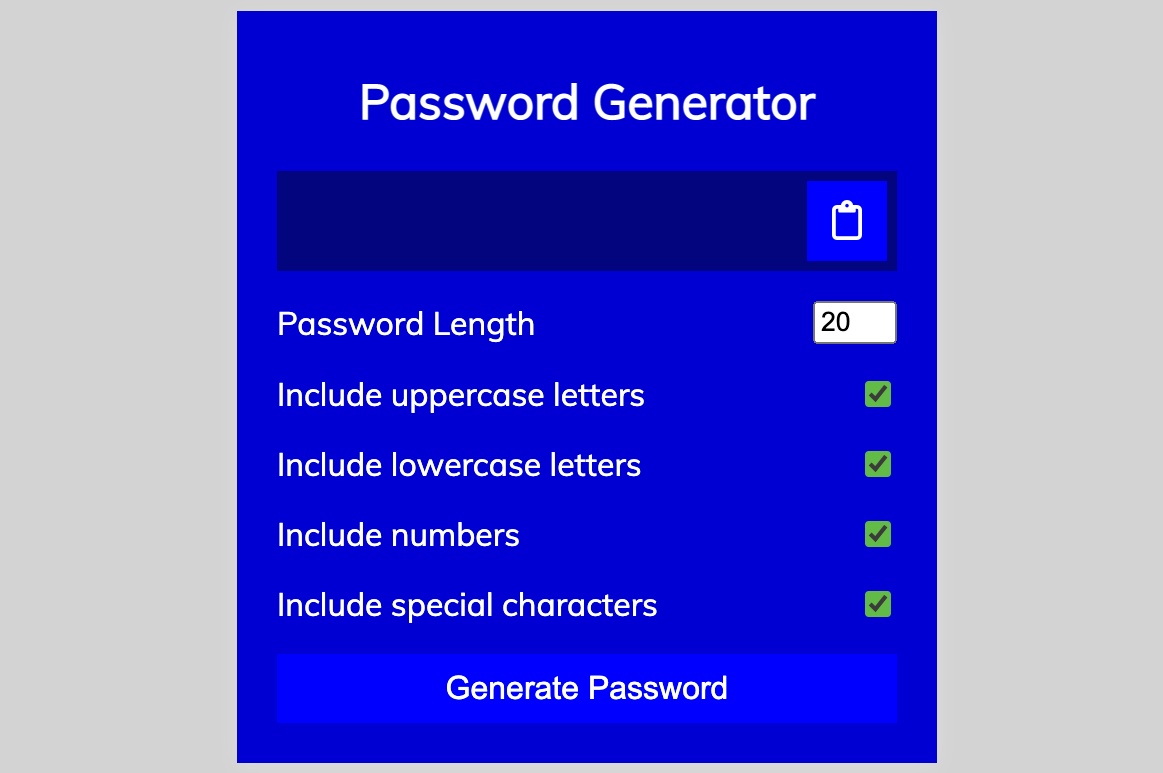 Password Generator
Password Length 20
Include uppercase letters
Include lowercase letters
Include numbers
Include special characters
Generate Password